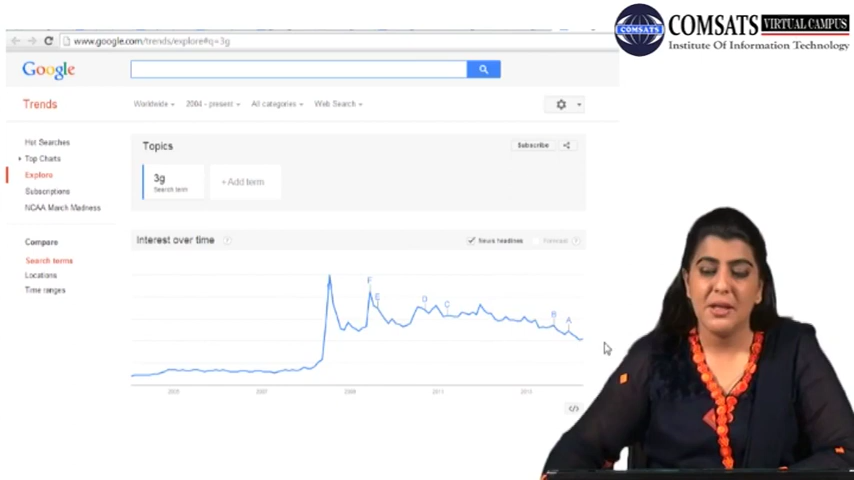 COMSATS
COMSATS VIRTUAL CAMPUS
Institute Of Information Technology
www.google.com/trends/explore#q=3g
Google
Trends
Worldwide
2004 - present
All categories
Web Search
Hot Searches
Top Charts
Explore
Subscriptions
NCAA March Madness
Compare
Search terms
Locations
Time ranges
Topics
Subscribe
3g
Search term
+ Add term
Interest over time ?
News headlines
Forecast ?
F
E
D
C
B
A
2005
2007
2009
2011
2013
</>